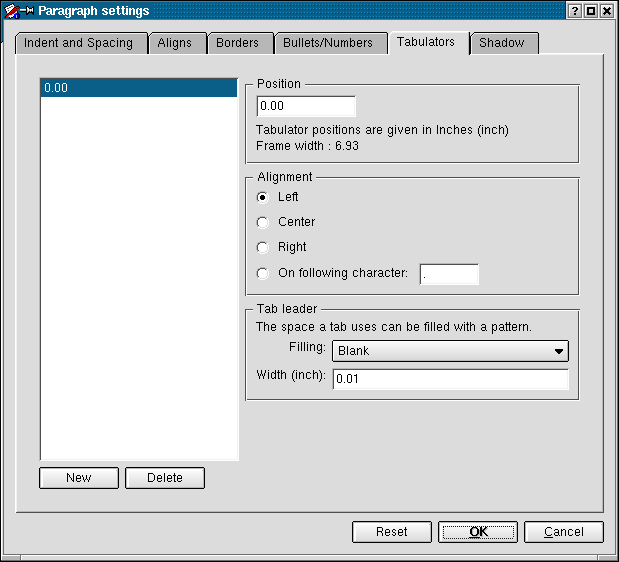 Paragraph settings
Indent and Spacing Aligns Borders Bullets/Numbers Tabulators Shadow
0.00
Position
0.00
Tabulator positions are given in Inches (inch)
Frame width : 6.93
Alignment
Left
Center
Right
On following character: .
Tab leader
The space a tab uses can be filled with a pattern.
Filling: Blank
Width (inch): 0.01
New Delete
Reset OK Cancel